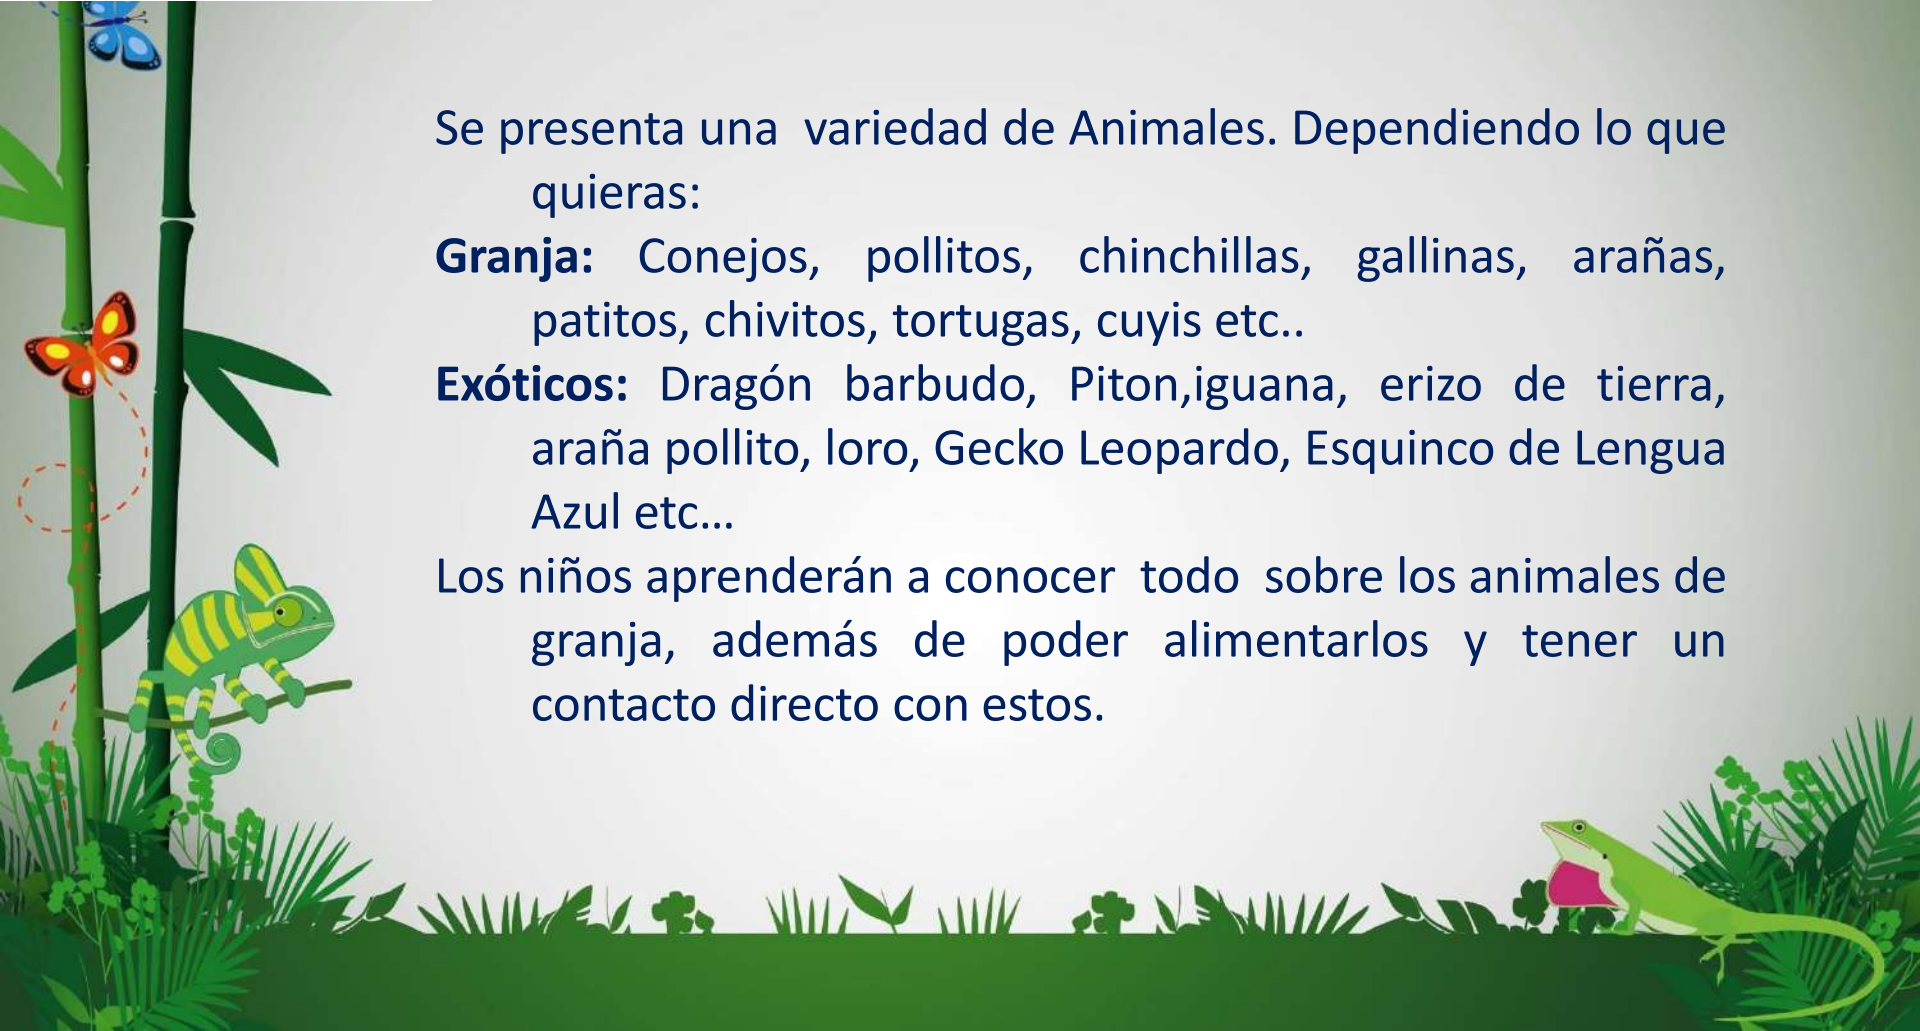 Se presenta una  variedad de Animales. Dependiendo lo que
quieras:
Granja: Conejos, pollitos, chinchillas, gallinas, arañas,
patitos, chivitos, tortugas, cuyis etc..
Exóticos: Dragón barbudo, Piton,iguana, erizo de tierra,
araña pollito, loro, Gecko Leopardo, Esquinco de Lengua
Azul etc…
Los niños aprenderán a conocer  todo  sobre los animales de
granja, además de poder alimentarlos y tener un
contacto directo con estos.